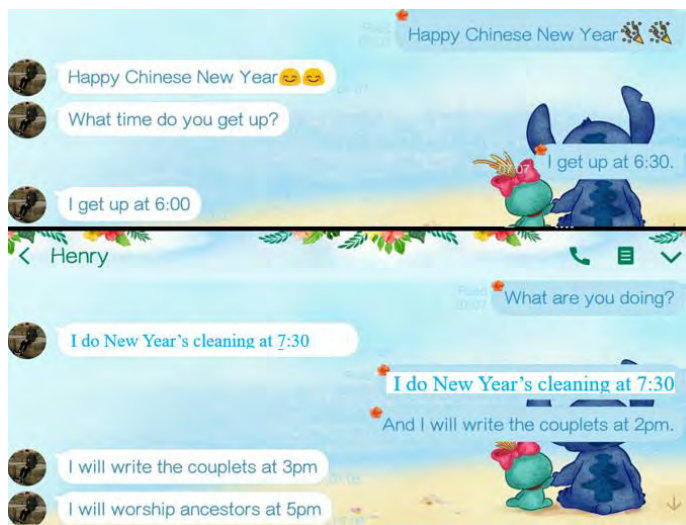 Happy Chinese New Year🎉🎉
Happy Chinese New Year😊😊
What time do you get up?
07:07
I get up at 6:30.
I get up at 6:00
Henry
What are you doing?
I do New Year's cleaning at 7:30
I do New Year's cleaning at 7:30
And I will write the couplets at 2pm.
I will write the couplets at 3pm
I will worship ancestors at 5pm